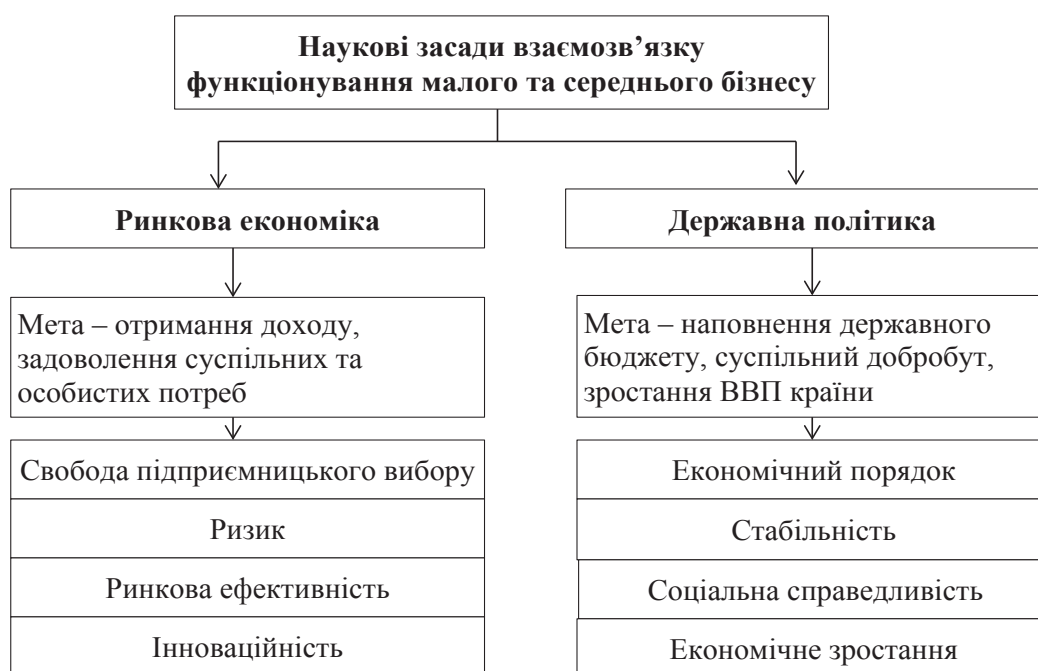 Наукові засади взаємозв’язку
функціонування малого та середнього бізнесу
Ринкова економіка
Державна політика
Мета – отримання доходу,
задоволення суспільних та
особистих потреб
Мета – наповнення державного
бюджету, суспільний добробут,
зростання ВВП країни
Свобода підприємницького вибору
Економічний порядок
Ризик
Стабільність
Ринкова ефективність
Соціальна справедливість
Інноваційність
Економічне зростання